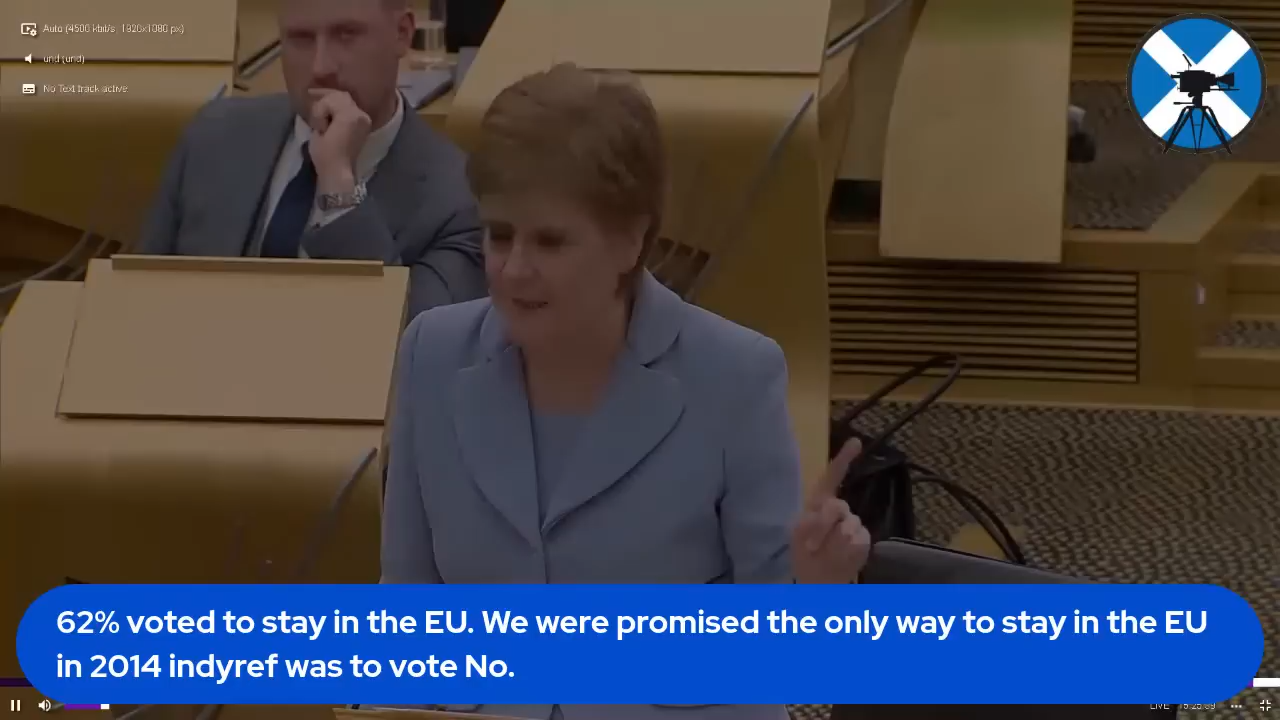 Auto (4500 kbit/s, 1920x1080 px)
und (und)
No Text track active
62% voted to stay in the EU. We were promised the only way to stay in the EU
in 2014 indyref was to vote No.
LIVE